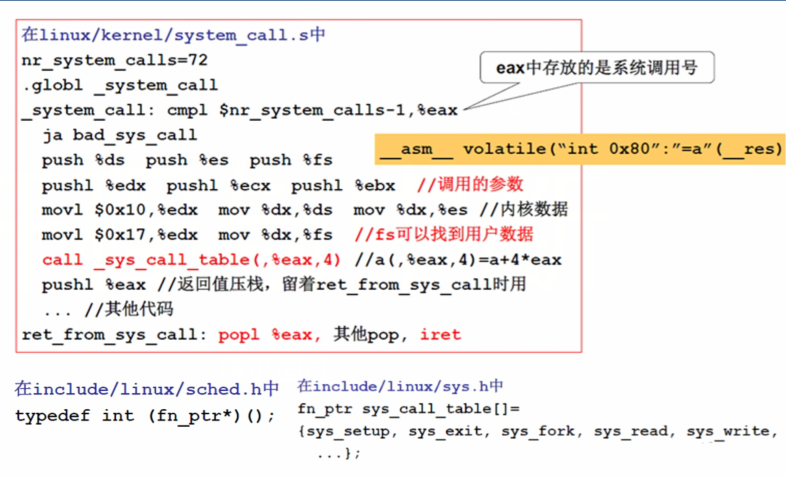 在linux/kernel/system_call.s中
nr_system_calls=72
.globl _system_call
_system_call: cmpl $nr_system_calls-1,%eax
ja bad_sys_call
push %ds push %es push %fs
pushl %edx pushl %ecx pushl %ebx //调用的参数
movl $0x10,%edx mov %dx,%ds mov %dx,%es //内核数据
movl $0x17,%edx mov %dx,%fs //fs可以找到用户数据
call _sys_call_table(,%eax,4) //a(,%eax,4)=a+4*eax
pushl %eax //返回值压栈，留着ret_from_sys_call时用
... //其他代码
ret_from_sys_call: popl %eax, 其他pop, iret
eax中存放的是系统调用号
__asm__ volatile(“int 0x80”:”=a”(__res)
在include/linux/sched.h中
typedef int (fn_ptr*)();
在include/linux/sys.h中
fn_ptr sys_call_table[]=
{sys_setup, sys_exit, sys_fork, sys_read, sys_write,
...};